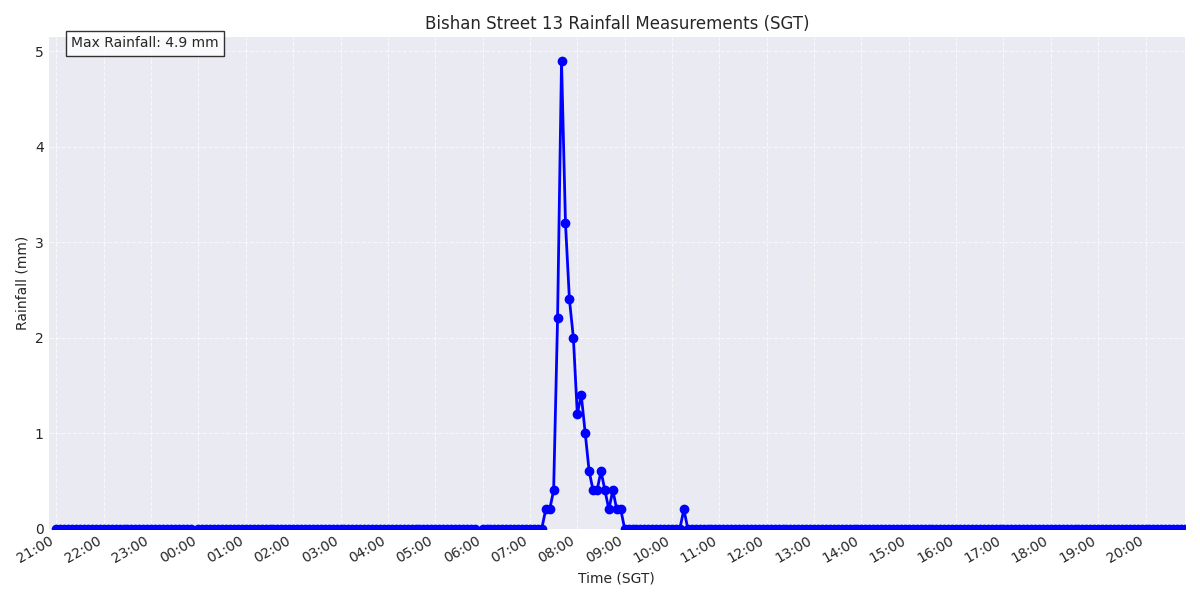 Bishan Street 13 Rainfall Measurements (SGT)
Max Rainfall: 4.9 mm
5
4
3
2
1
0
Rainfall (mm)
21:00 22:00 23:00 00:00 01:00 02:00 03:00 04:00 05:00 06:00 07:00 08:00 09:00 10:00 11:00 12:00 13:00 14:00 15:00 16:00 17:00 18:00 19:00 20:00
Time (SGT)